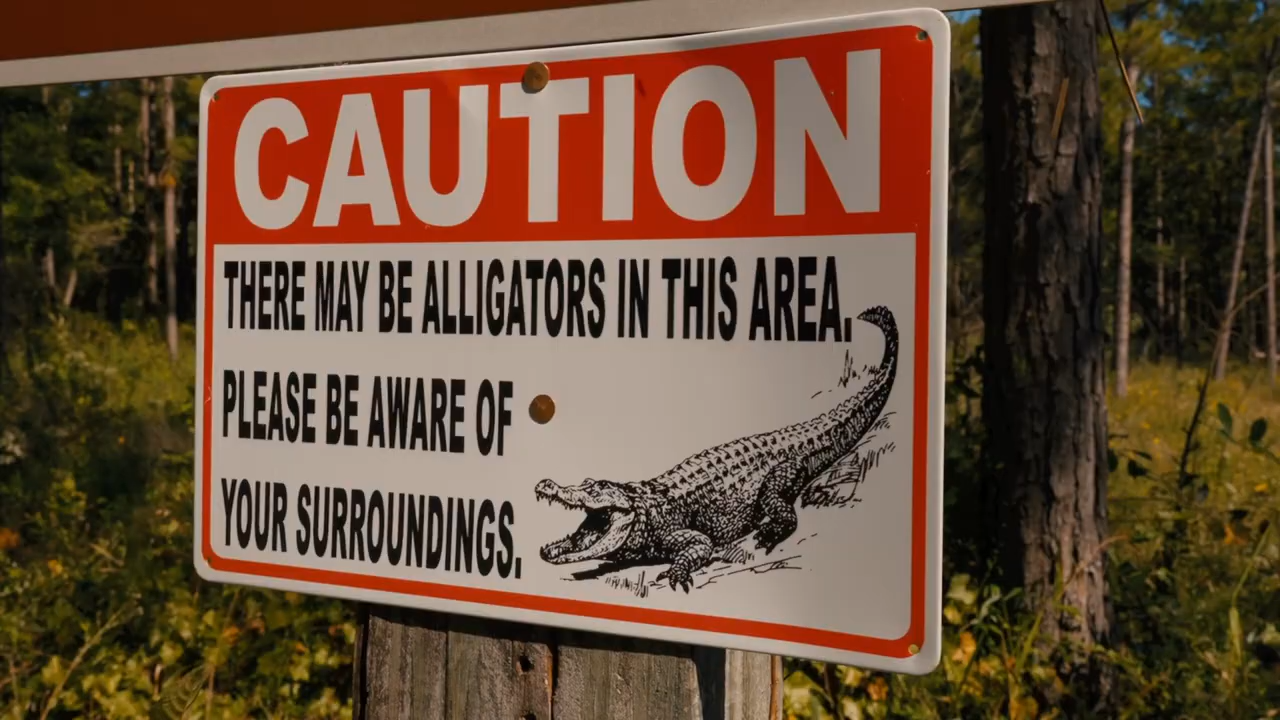 CAUTION
THERE MAY BE ALLIGATORS IN THIS AREA.
PLEASE BE AWARE OF
YOUR SURROUNDINGS.